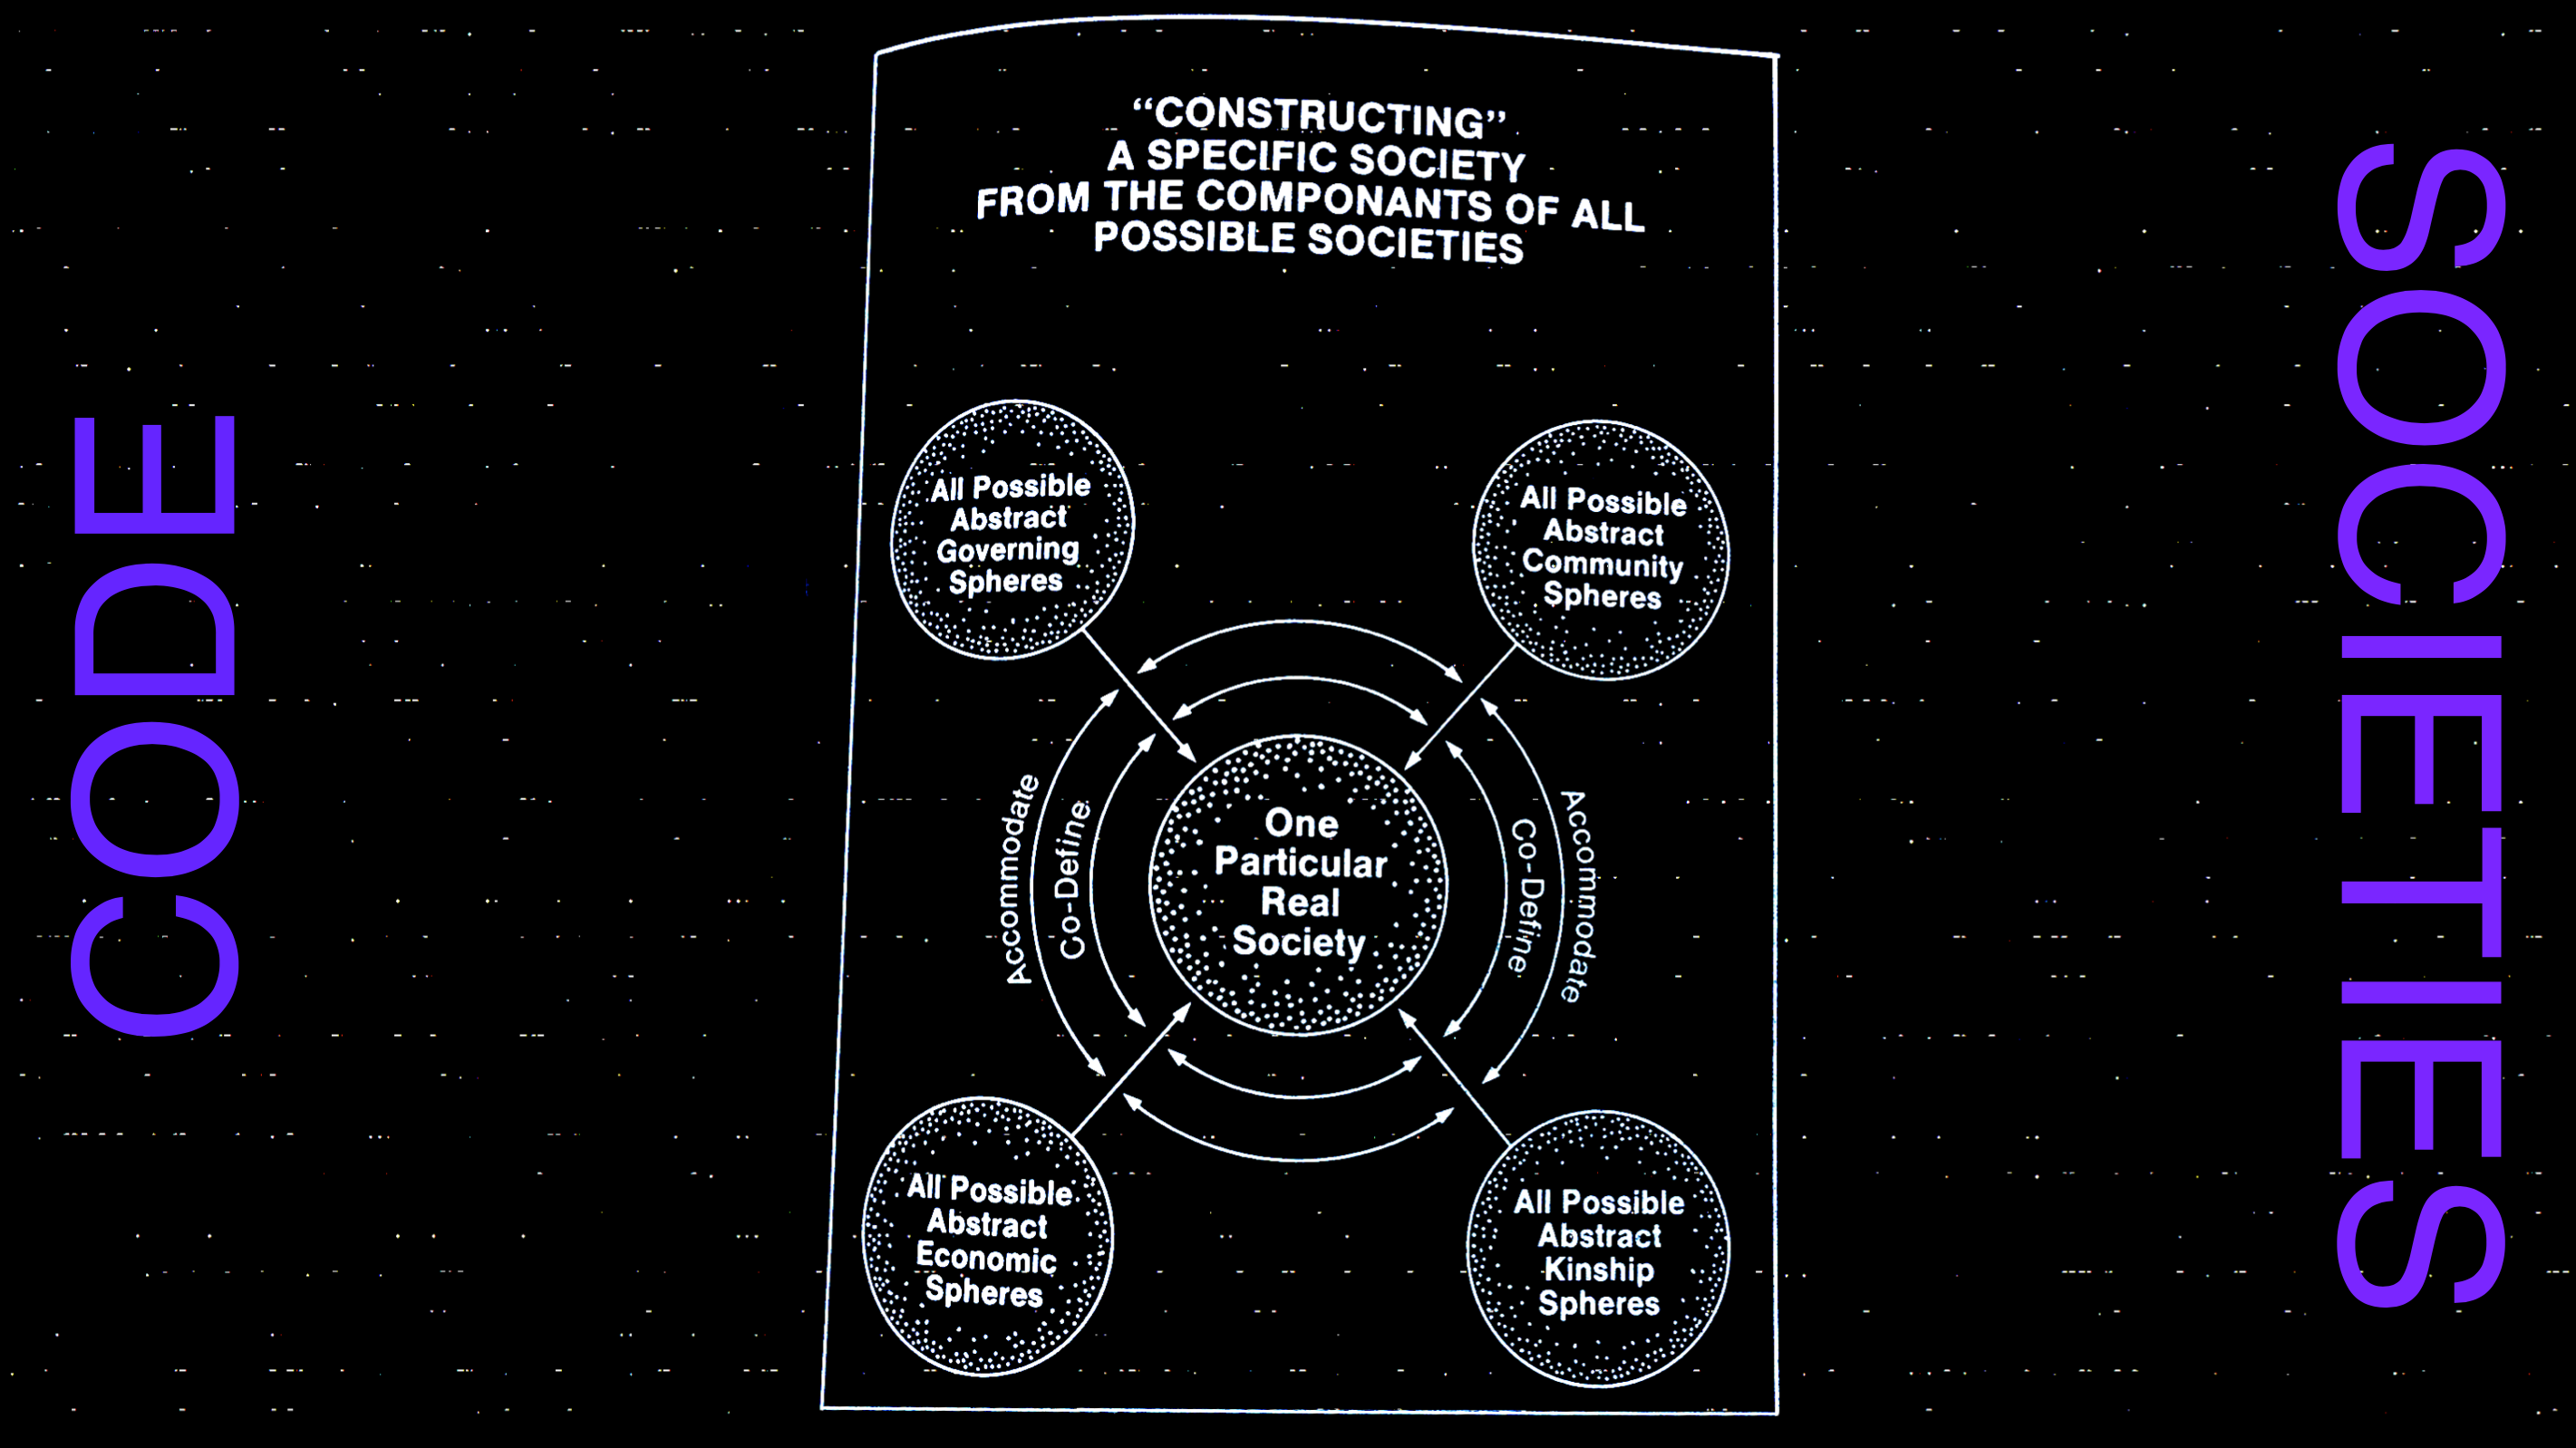 CODE
“CONSTRUCTING”
A SPECIFIC SOCIETY
FROM THE COMPONANTS OF ALL
POSSIBLE SOCIETIES
All Possible
Abstract
Governing
Spheres
All Possible
Abstract
Community
Spheres
Accommodate
Co-Define
One
Particular
Real
Society
Co-Define
Accommodate
All Possible
Abstract
Economic
Spheres
All Possible
Abstract
Kinship
Spheres
SOCIETIES